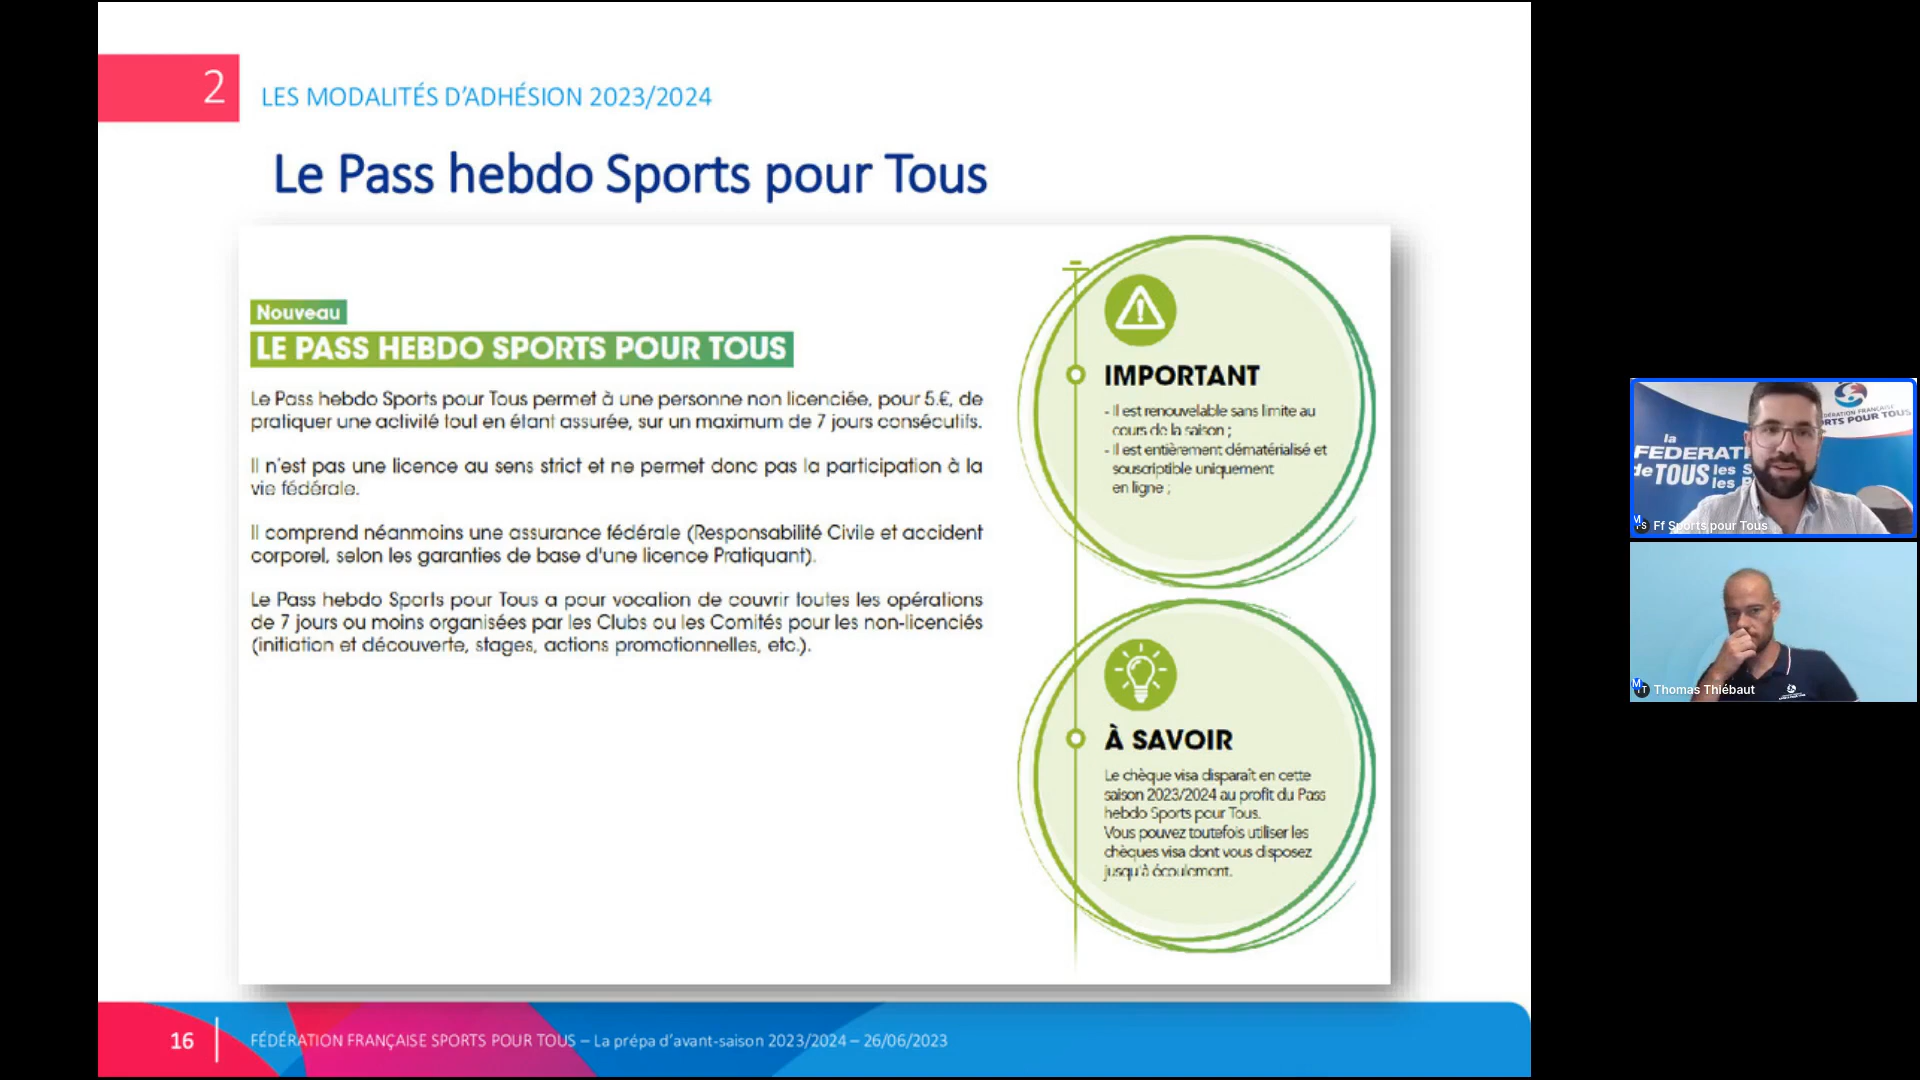 2
LES MODALITÉS D'ADHÉSION 2023/2024
Le Pass hebdo Sports pour Tous
Nouveau
LE PASS HEBDO SPORTS POUR TOUS
Le Pass hebdo Sports pour Tous permet à une personne non licenciée, pour 5.€, de
pratiquer une activité tout en étant assurée, sur un maximum de 7 jours consécutifs.
Il n'est pas une licence au sens strict et ne permet donc pas la participation à la
vie fédérale.
Il comprend néanmoins une assurance fédérale (Responsabilité Civile et accident
corporel, selon les garanties de base d'une licence Pratiquant).
Le Pass hebdo Sports pour Tous a pour vocation de couvrir toutes les opérations
de 7 jours ou moins organisées par les Clubs ou les Comités pour les non-licenciés
(initiation et découverte, stages, actions promotionnelles, etc.).
IMPORTANT
- Il est renouvelable sans limite au
cours de la saison ;
- Il est entièrement dématérialisé et
souscriptible uniquement
en ligne ;
À SAVOIR
Le chèque visa disparaît en cette
saison 2023/2024 au profit du Pass
hebdo Sports pour Tous.
Vous pouvez toutefois utiliser les
chèques visa dont vous disposez
jusqu'à écoulement.
16
FÉDÉRATION FRANÇAISE SPORTS POUR TOUS – La prépa d'avant-saison 2023/2024 – 26/06/2023
FRANÇAISE
POUR TOUS
la
de TOUS les
les
Ff Sports pour Tous
Thomas Thiébaut